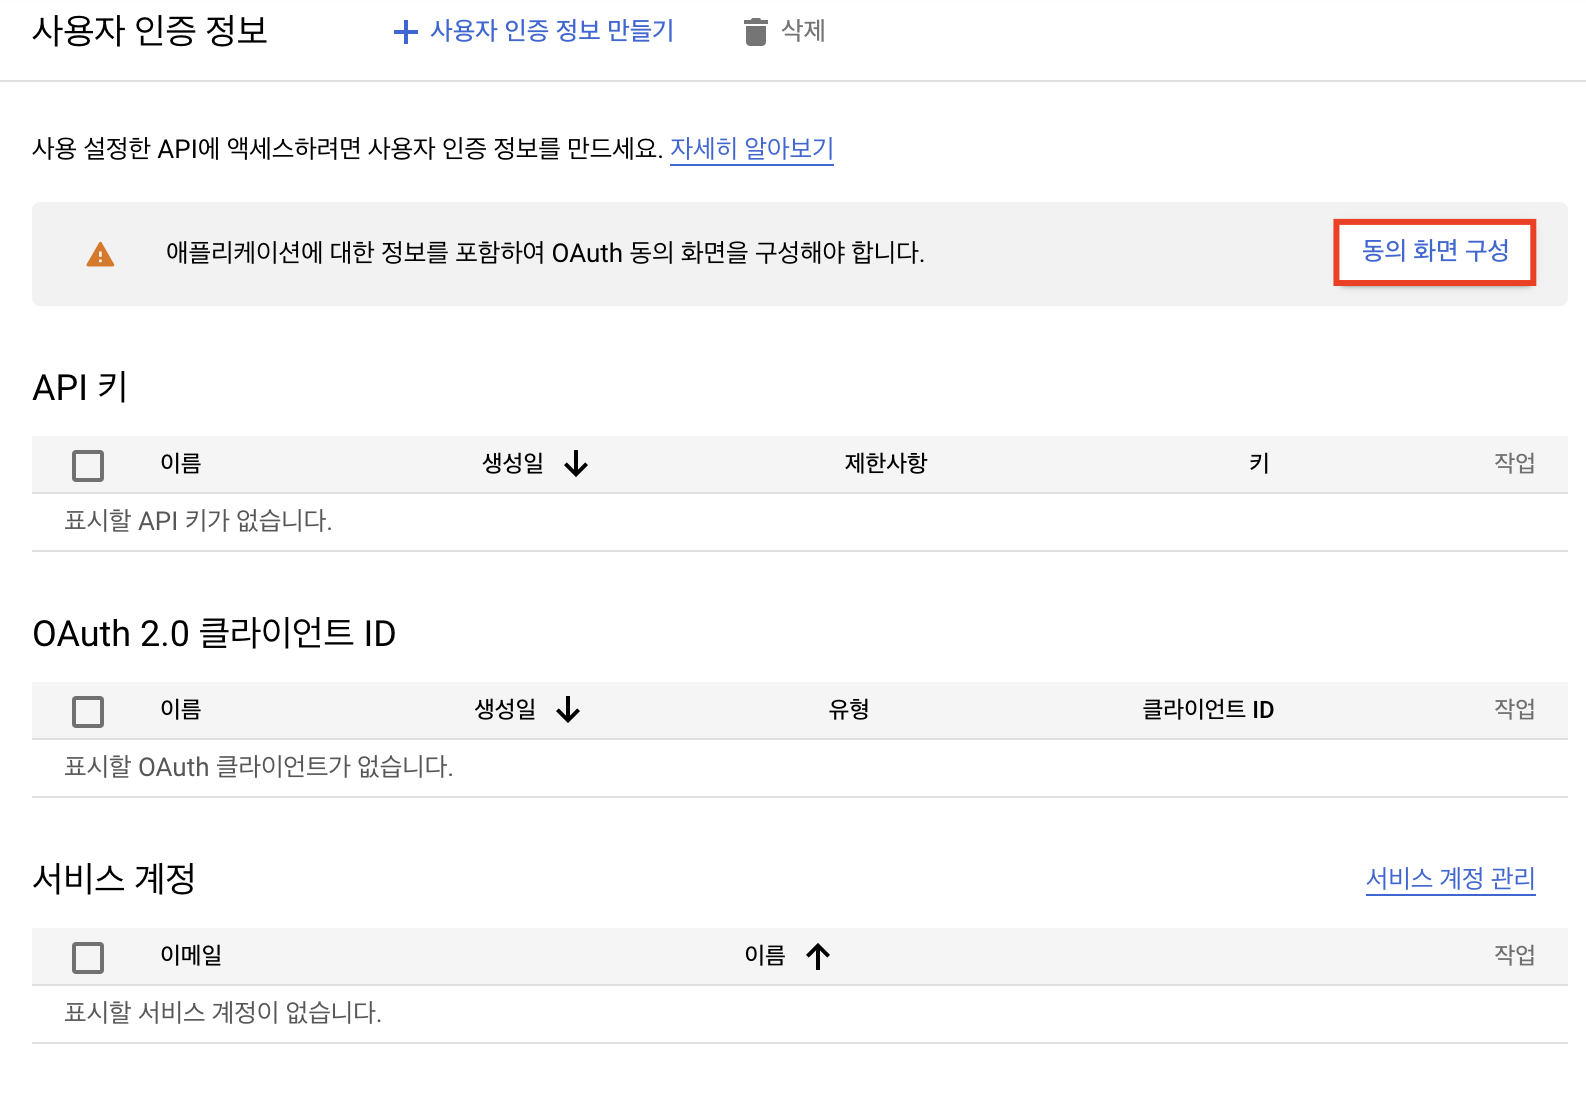 사용자 인증 정보 사용자 인증 정보 만들기 삭제
사용 설정한 API에 액세스하려면 사용자 인증 정보를 만드세요. 자세히 알아보기
애플리케이션에 대한 정보를 포함하여 OAuth 동의 화면을 구성해야 합니다. 동의 화면 구성
API 키
이름 생성일 제한사항 키 작업
표시할 API 키가 없습니다.
OAuth 2.0 클라이언트 ID
이름 생성일 유형 클라이언트 ID 작업
표시할 OAuth 클라이언트가 없습니다.
서비스 계정 서비스 계정 관리
이메일 이름 작업
표시할 서비스 계정이 없습니다.